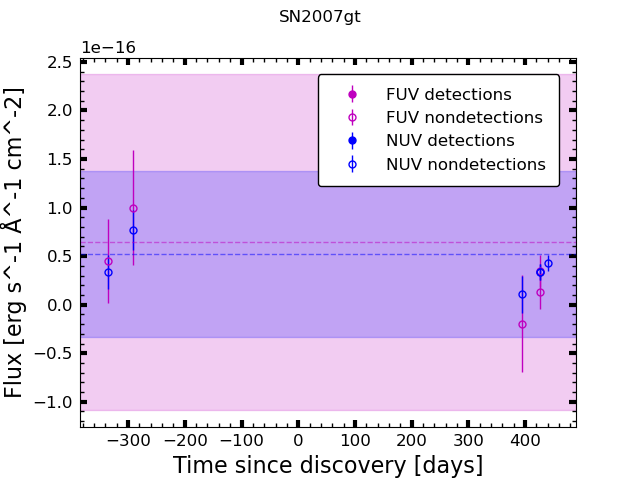 SN2007gt
1e−16
2.5
2.0
1.5
1.0
0.5
0.0
−0.5
−1.0
Flux [erg s^-1 Å^-1 cm^-2]
FUV detections
FUV nondetections
NUV detections
NUV nondetections
−300 −200 −100 0 100 200 300 400
Time since discovery [days]